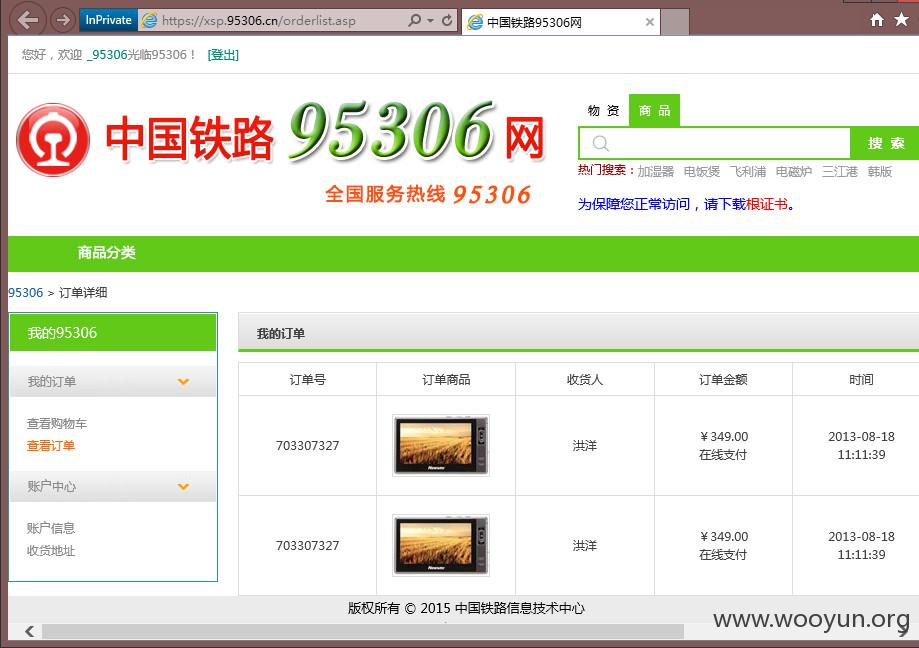 InPrivate https://xsp.95306.cn/orderlist.asp 中国铁路95306网
您好，欢迎 _95306光临95306！ [登出]
物 资 商 品
中国铁路 95306 网
搜 索
热门搜索：加湿器 电饭煲 飞利浦 电磁炉 三江港 韩版
全国服务热线 95306
为保障您正常访问，请下载根证书。
商品分类
95306 > 订单详细
我的95306
我的订单
查看购物车
查看订单
账户中心
账户信息
收货地址
我的订单
订单号 订单商品 收货人 订单金额 时间
703307327 洪洋 ￥349.00 2013-08-18
在线支付 11:11:39
703307327 洪洋 ￥349.00 2013-08-18
在线支付 11:11:39
版权所有 © 2015 中国铁路信息技术中心
www.wooyun.org